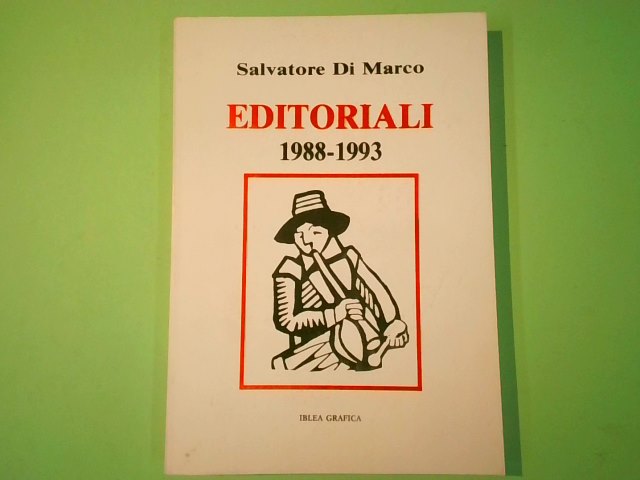 Salvatore Di Marco
EDITORIALI
1988-1993
IBLEA GRAFICA